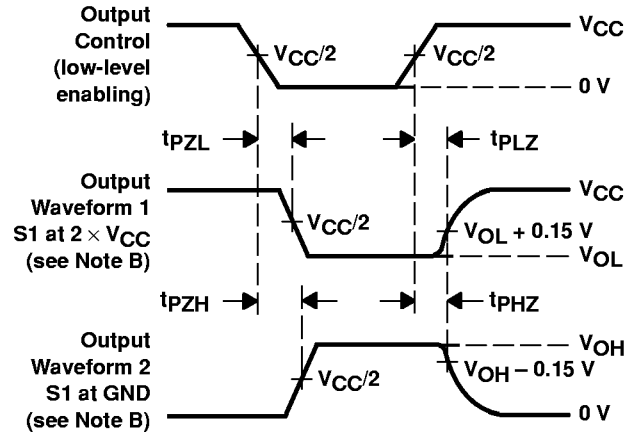 Output
Control
(low-level
enabling)
VCC/2
VCC/2
VCC
0 V
tPZL
tPLZ
Output
Waveform 1
S1 at 2 × VCC
(see Note B)
VCC/2
VCC
VOL + 0.15 V
VOL
tPZH
tPHZ
Output
Waveform 2
S1 at GND
(see Note B)
VCC/2
VOH
VOH – 0.15 V
0 V